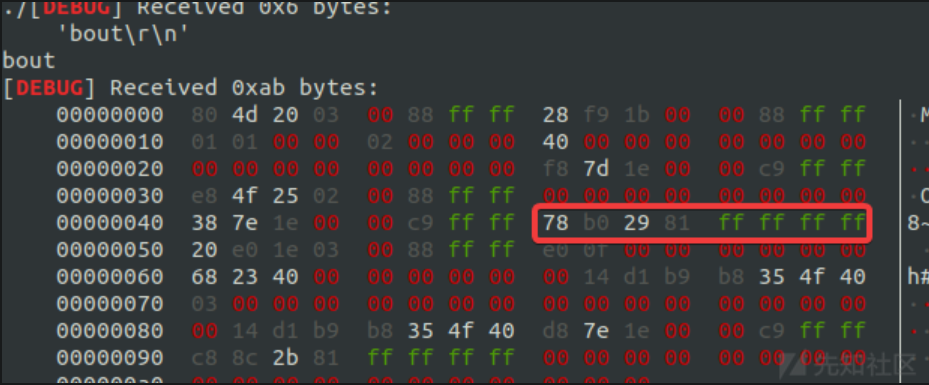 ./[DEBUG] Received 0x6 bytes:
'bout\r\n'
bout
[DEBUG] Received 0xab bytes:
00000000 80 4d 20 03 00 88 ff ff 28 f9 1b 00 00 88 ff ff │·M
00000010 01 01 00 00 02 00 00 00 40 00 00 00 00 00 00 00 │··
00000020 00 00 00 00 00 00 00 00 f8 7d 1e 00 00 c9 ff ff │··
00000030 e8 4f 25 02 00 88 ff ff 00 00 00 00 00 00 00 00 │·O
00000040 38 7e 1e 00 00 c9 ff ff 78 b0 29 81 ff ff ff ff │8~
00000050 20 e0 1e 03 00 88 ff ff e0 0f 00 00 00 00 00 00 │ ·
00000060 68 23 40 00 00 00 00 00 00 14 d1 b9 b8 35 4f 40 │h#
00000070 03 00 00 00 00 00 00 00 00 00 00 00 00 00 00 00 │··
00000080 00 14 d1 b9 b8 35 4f 40 d8 7e 1e 00 00 c9 ff ff │··
00000090 c8 8c 2b 81 ff ff ff ff 00 00 00 00 00 00 00 00
000000a0 00 00 00 00 00 00 00 00
先知社区